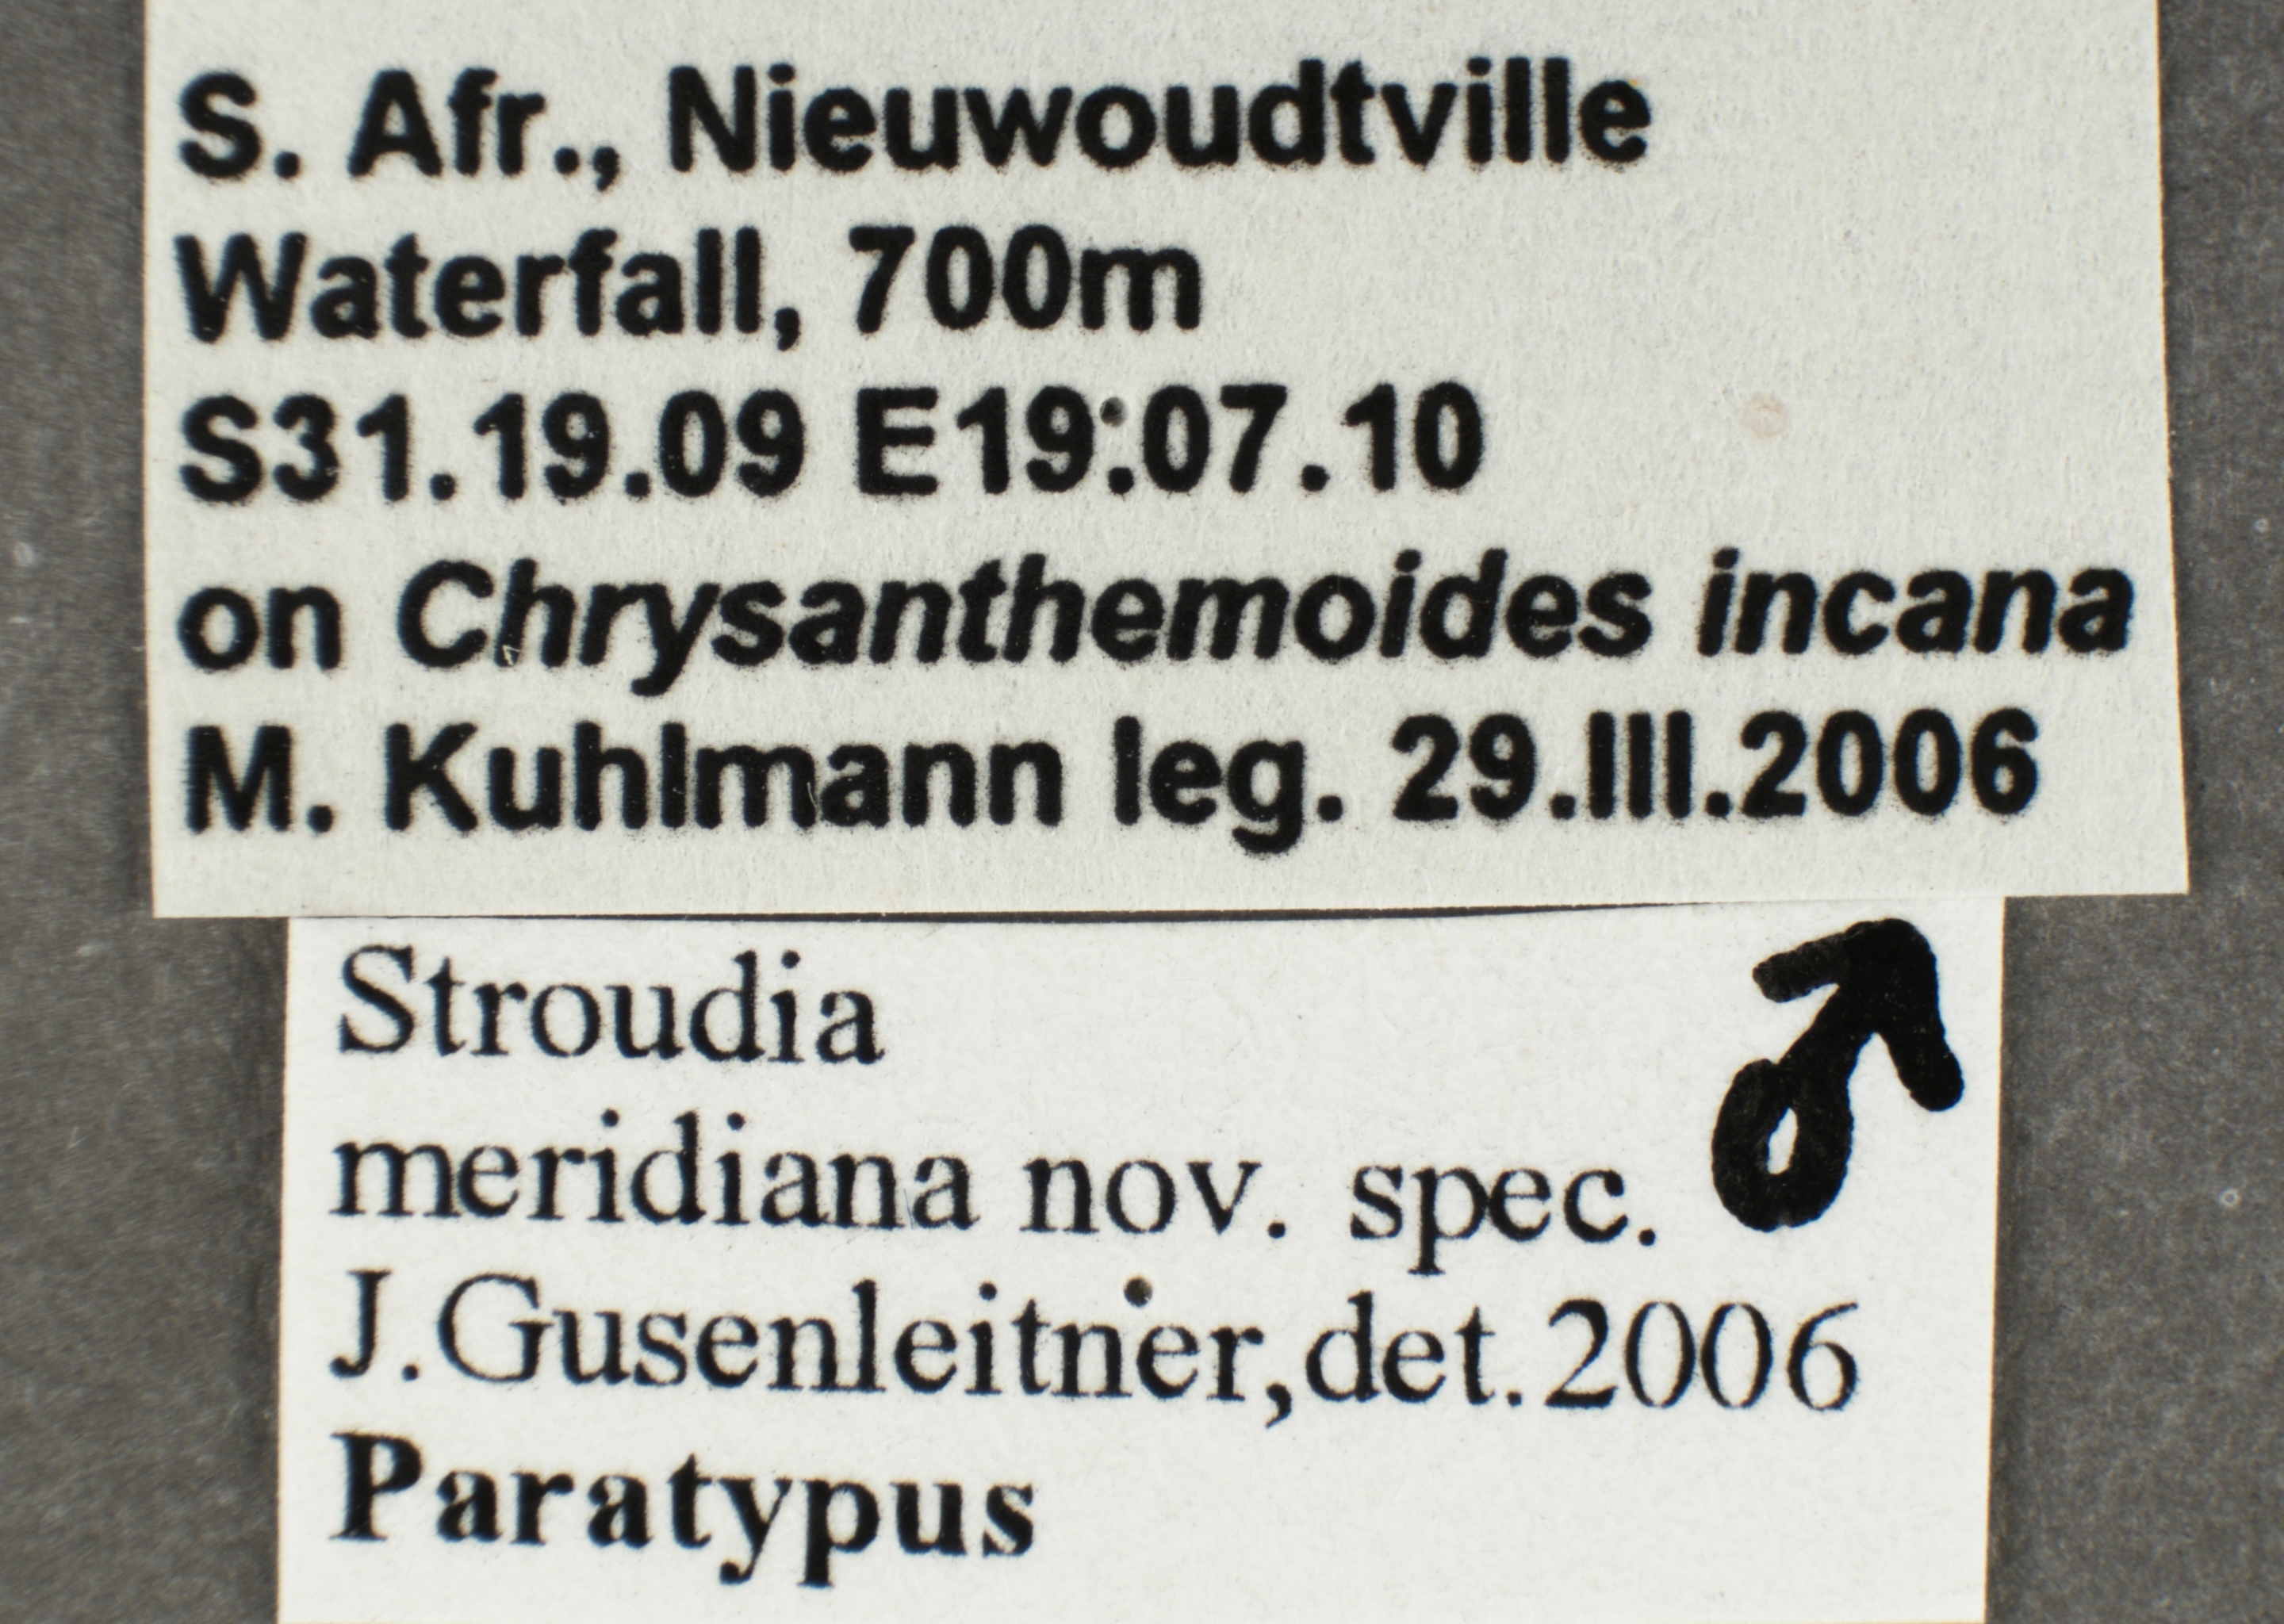 S. Afr., Nieuwoudtville
Waterfall, 700m
S31.19.09 E19.07.10
on Chrysanthemoides incana
M. Kuhlmann leg. 29.III.2006
Stroudia ♂
meridiana nov. spec.
J.Gusenleitner,det.2006
Paratypus